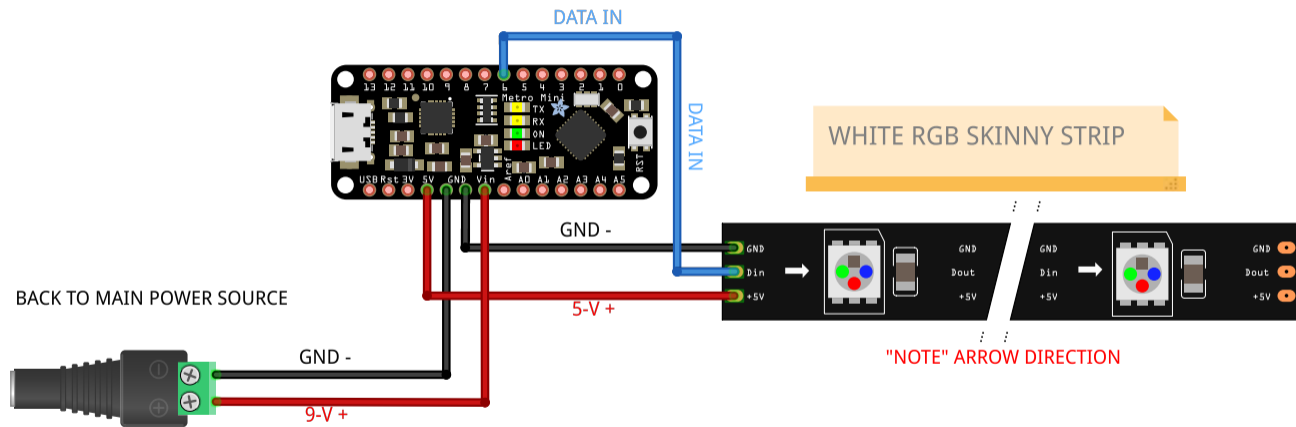 DATA IN
13 12 11 10 9 8 7 6 5 4 3 2 1 0
Metro Mini
TX
RX
ON
LED
RST
Aref
USB Rst 3V 5V GND Vin A0 A1 A2 A3 A4 A5
DATA IN
WHITE RGB SKINNY STRIP
GND -
GND GND GND GND
Din Dout Din Dout
+5V +5V +5V +5V
5-V +
BACK TO MAIN POWER SOURCE
"NOTE" ARROW DIRECTION
GND -
9-V +